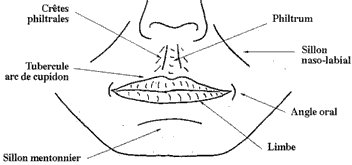 Crêtes
philtrales
Philtrum
Sillon
naso-labial
Tubercule
arc de cupidon
Angle oral
Limbe
Sillon mentonnier